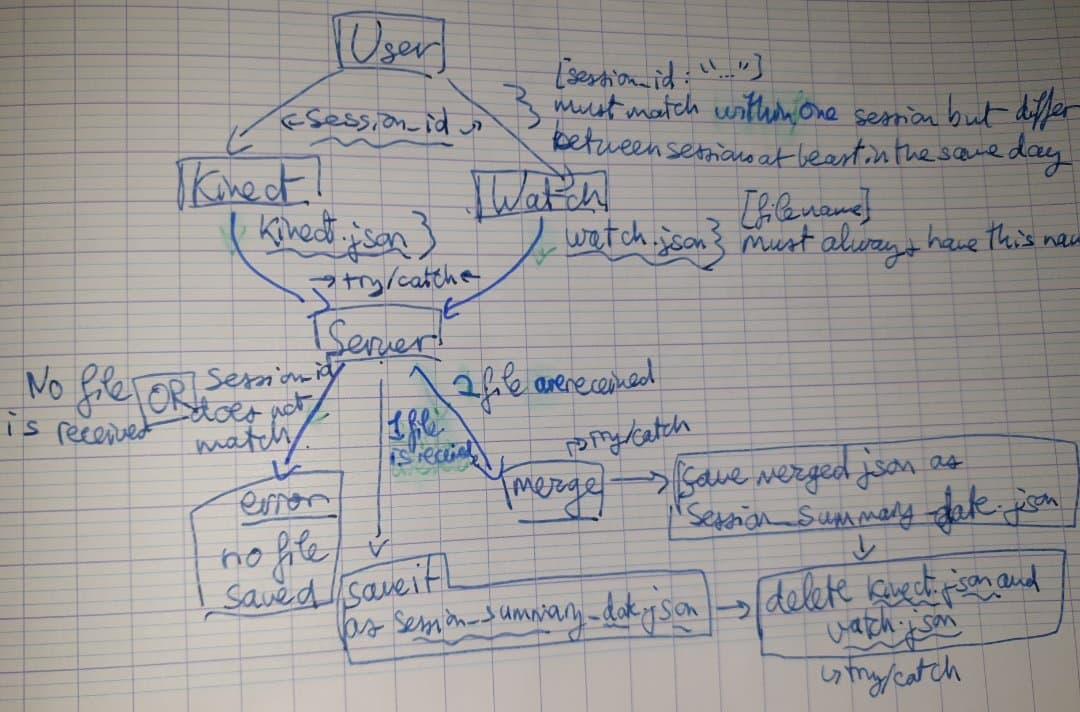 User
[session_id: "..."]
← session_id →
} must match within one session but differ
between sessions at least in the same day
Kinect
Watch
[filename]
kinect.json }
watch.json } must always have this nam
→ try/catch ←
Server
No file OR session_id
is received does not
match
1 file
is received
2 file are received
→ try/catch
error
no file
saved
merge
save merged json as
session_summary_date.json
save it
as session_summary_date.json
delete kinect.json and
watch.json
↳ try/catch